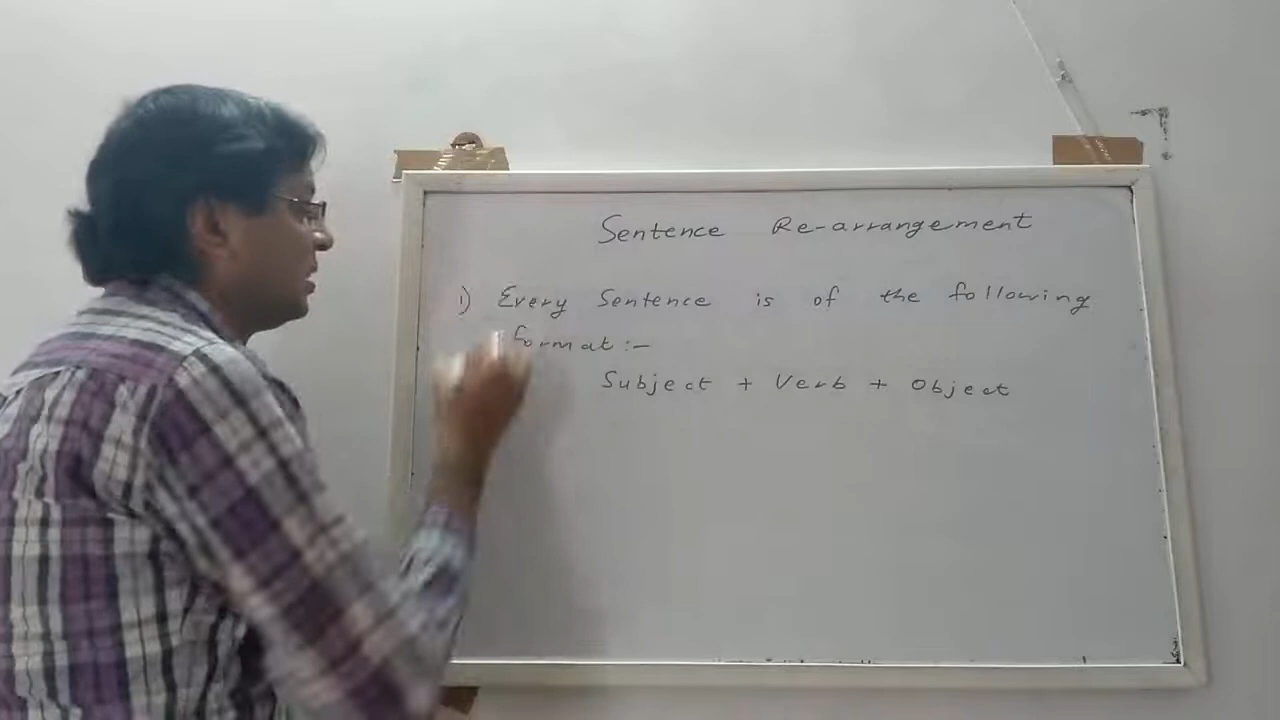 Sentence Re-arrangement
1) Every Sentence is of the following
format :-
Subject + Verb + Object